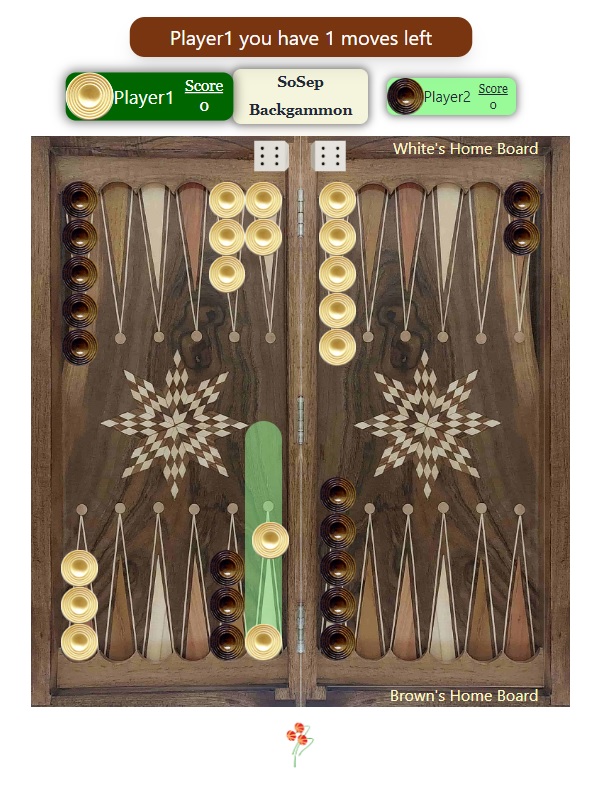 Player1 you have 1 moves left
Player1
Score
0
SoSep
Backgammon
Player2
Score
0
White's Home Board
Brown's Home Board